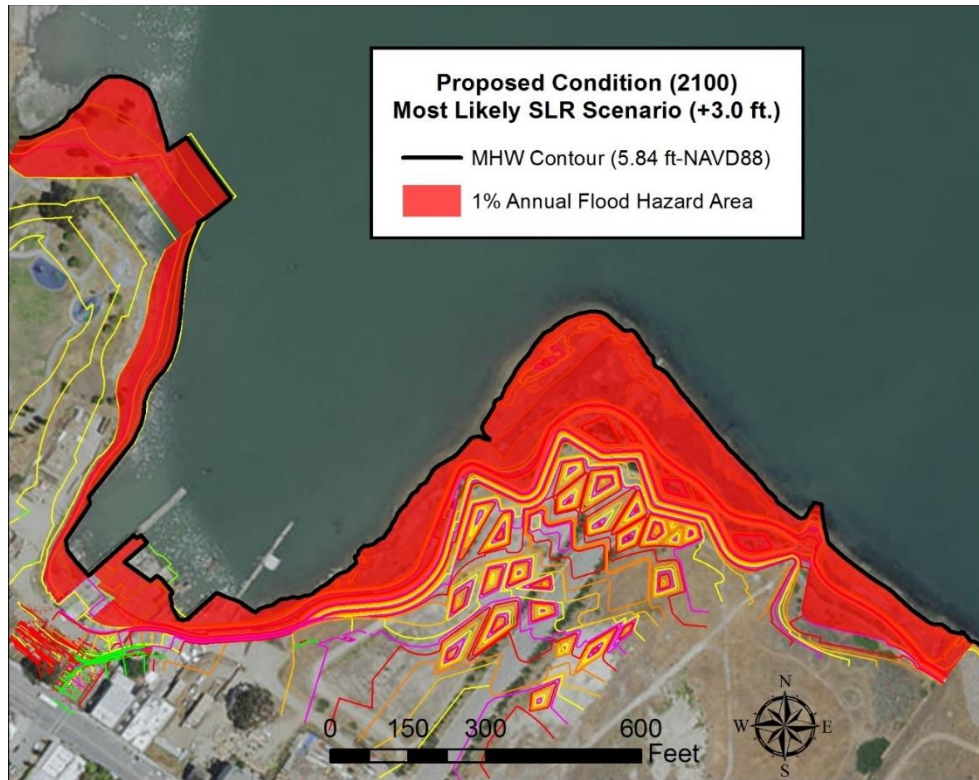 Proposed Condition (2100)
Most Likely SLR Scenario (+3.0 ft.)
MHW Contour (5.84 ft-NAVD88)
1% Annual Flood Hazard Area
N
W E
S
0 150 300 600
Feet